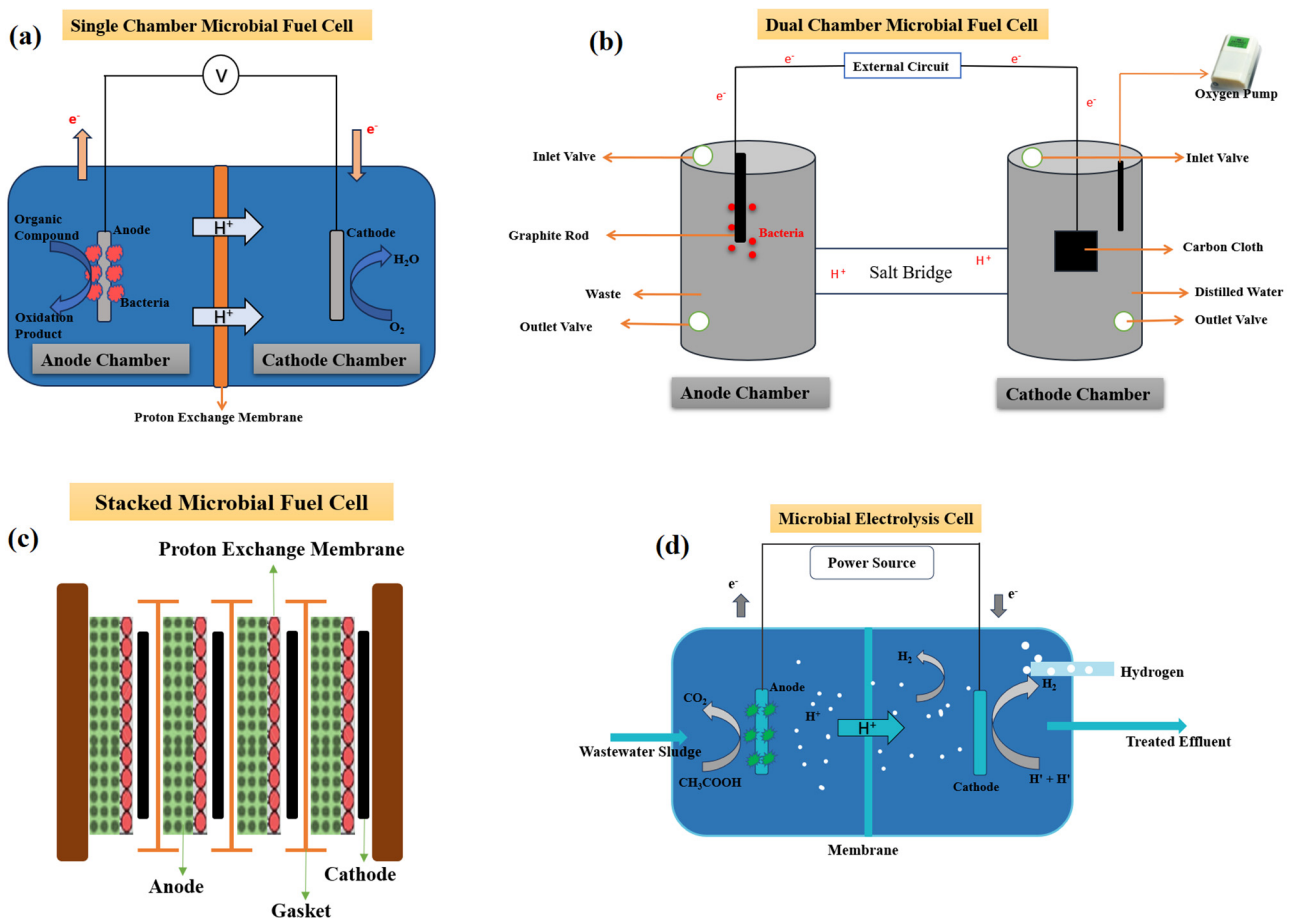 (a)
Single Chamber Microbial Fuel Cell
V
e-
e-
Organic
Compound
Anode
H+
Cathode
H2O
Bacteria
Oxidation
Product
H+
O2
Anode Chamber
Cathode Chamber
Proton Exchange Membrane
(b)
Dual Chamber Microbial Fuel Cell
e-
External Circuit
e-
e-
e-
Oxygen Pump
Inlet Valve
Inlet Valve
Graphite Rod
Bacteria
Carbon Cloth
H+
Salt Bridge
H+
Waste
Distilled Water
Outlet Valve
Outlet Valve
Anode Chamber
Cathode Chamber
Stacked Microbial Fuel Cell
(c)
Proton Exchange Membrane
Anode
Cathode
Gasket
Microbial Electrolysis Cell
(d)
Power Source
e-
e-
H2
Hydrogen
H2
Anode
CO2
H+
H+
Wastewater Sludge
Treated Effluent
CH3COOH
Cathode
H' + H'
Membrane